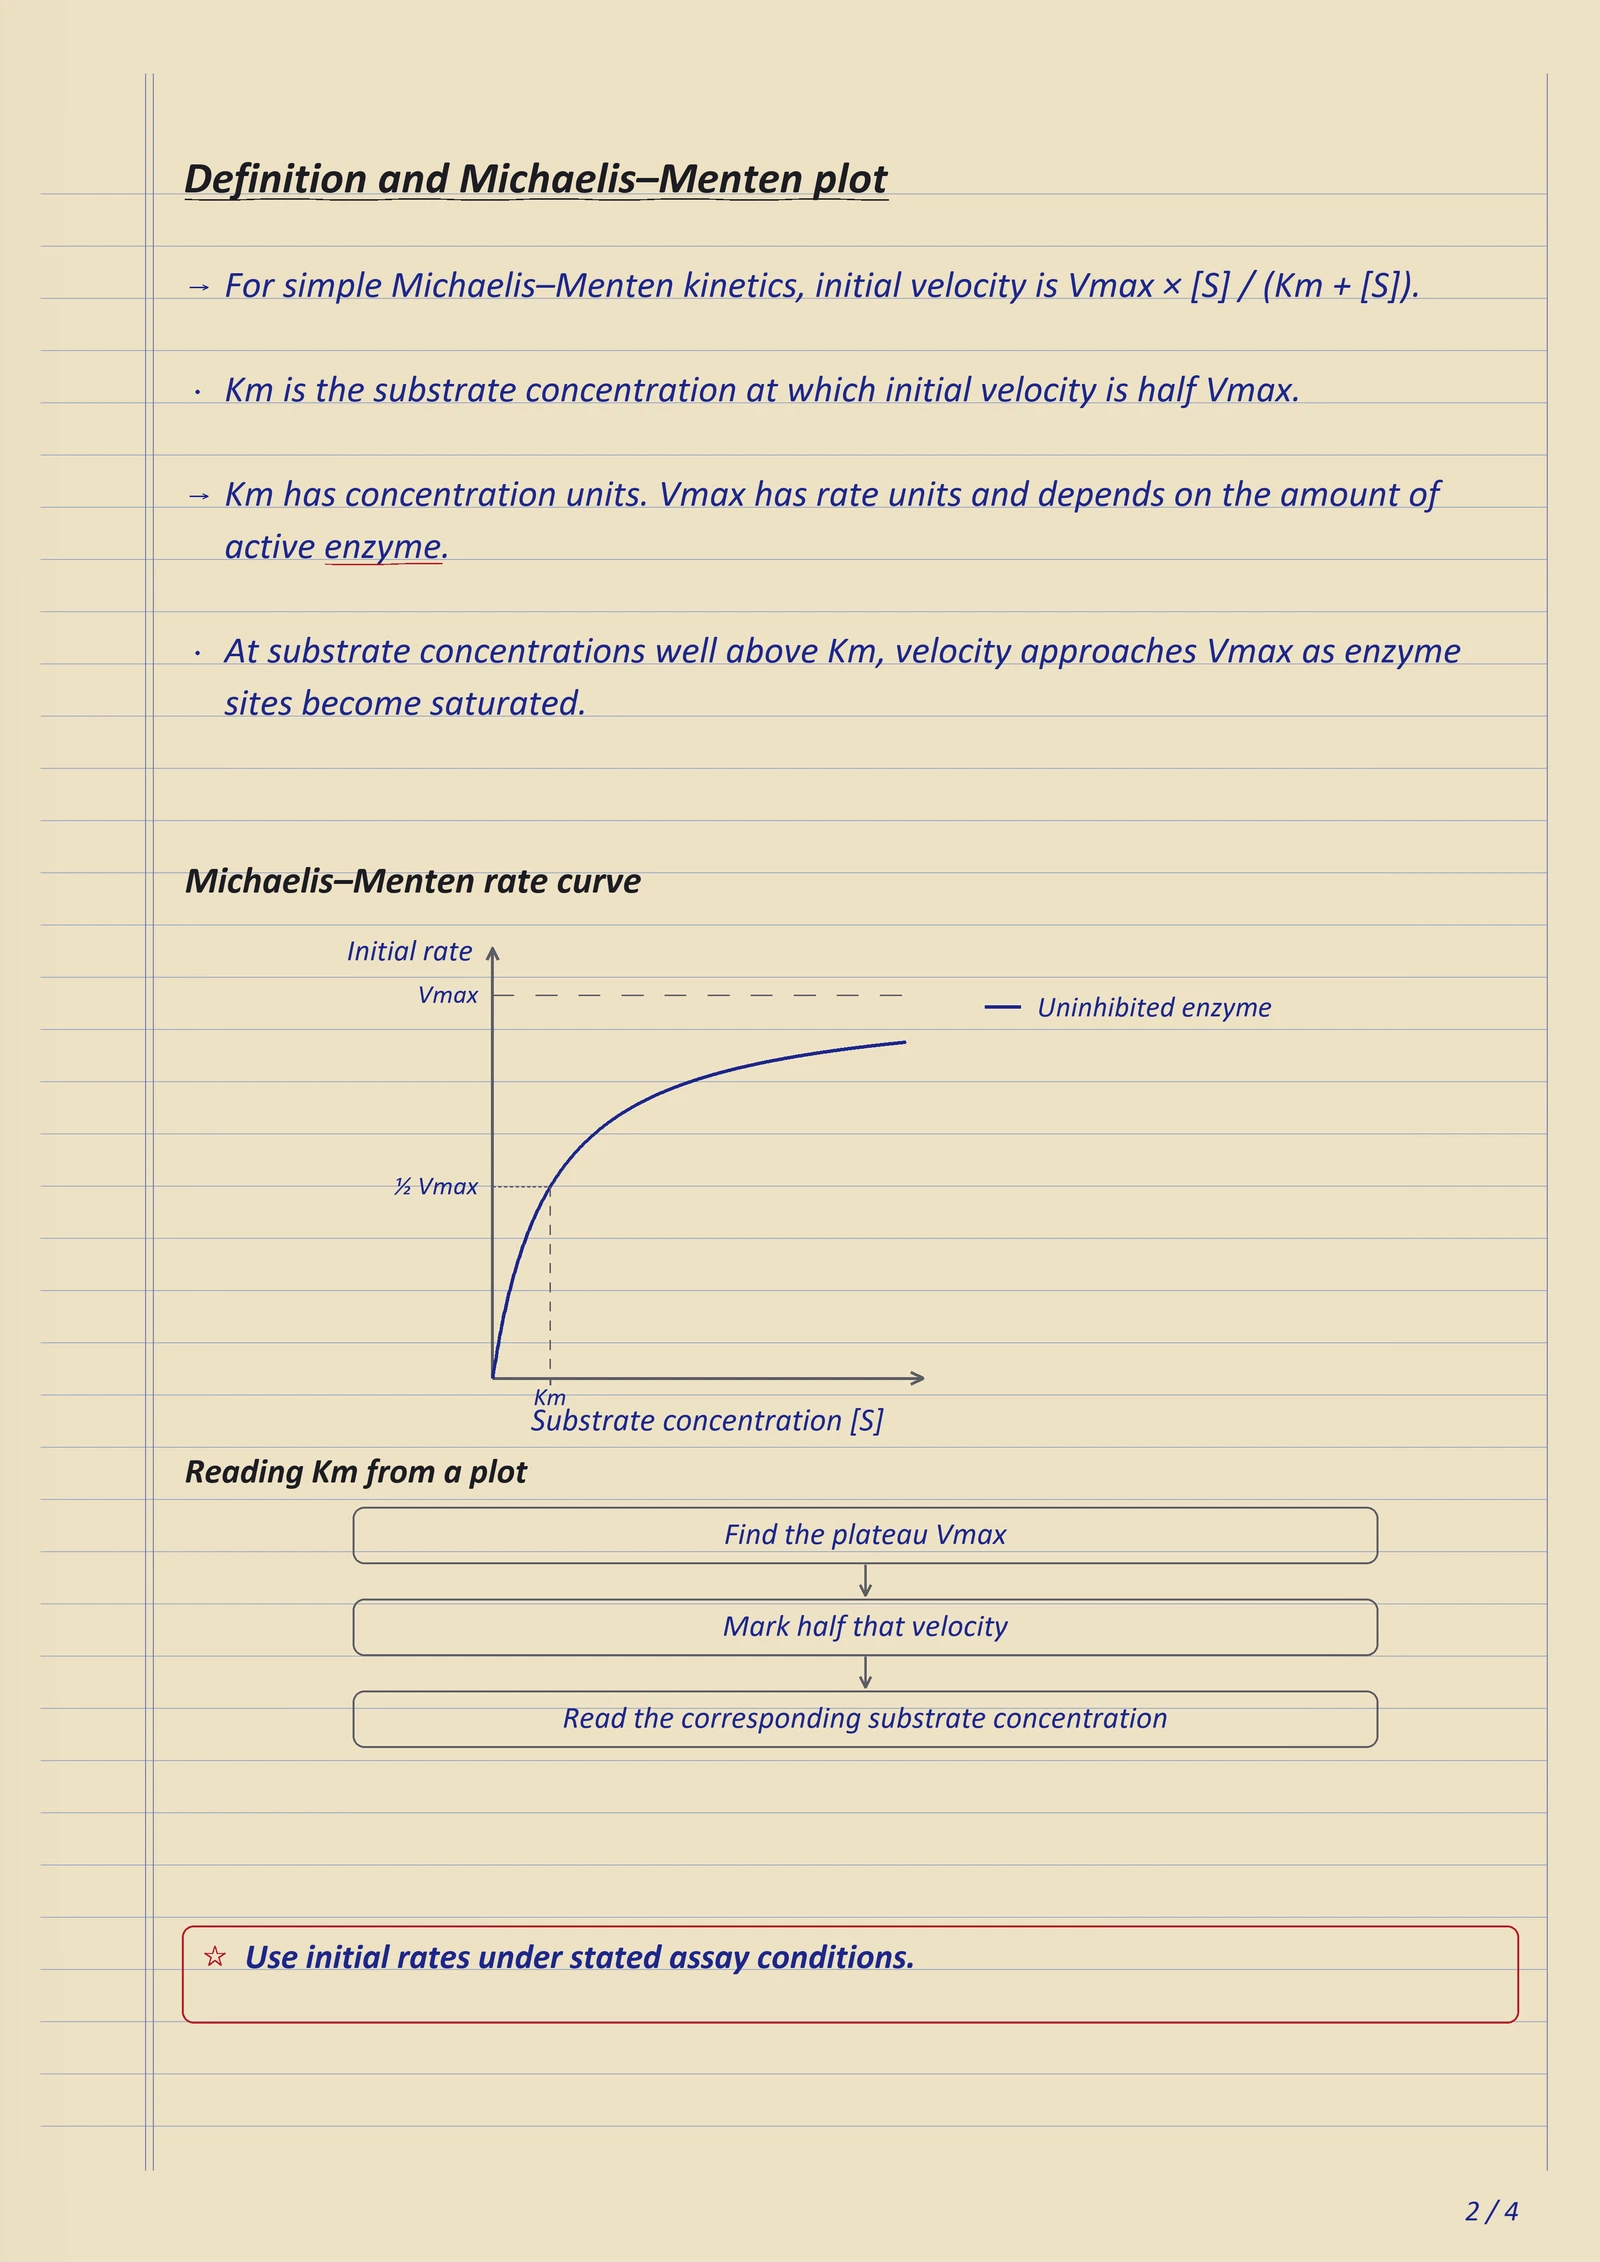 Definition and Michaelis–Menten plot
→ For simple Michaelis–Menten kinetics, initial velocity is Vmax × [S] / (Km + [S]).
· Km is the substrate concentration at which initial velocity is half Vmax.
→ Km has concentration units. Vmax has rate units and depends on the amount of
active enzyme.
· At substrate concentrations well above Km, velocity approaches Vmax as enzyme
sites become saturated.
Michaelis–Menten rate curve
Initial rate
Vmax
Uninhibited enzyme
½ Vmax
Km
Substrate concentration [S]
Reading Km from a plot
Find the plateau Vmax
Mark half that velocity
Read the corresponding substrate concentration
☆ Use initial rates under stated assay conditions.
2 / 4